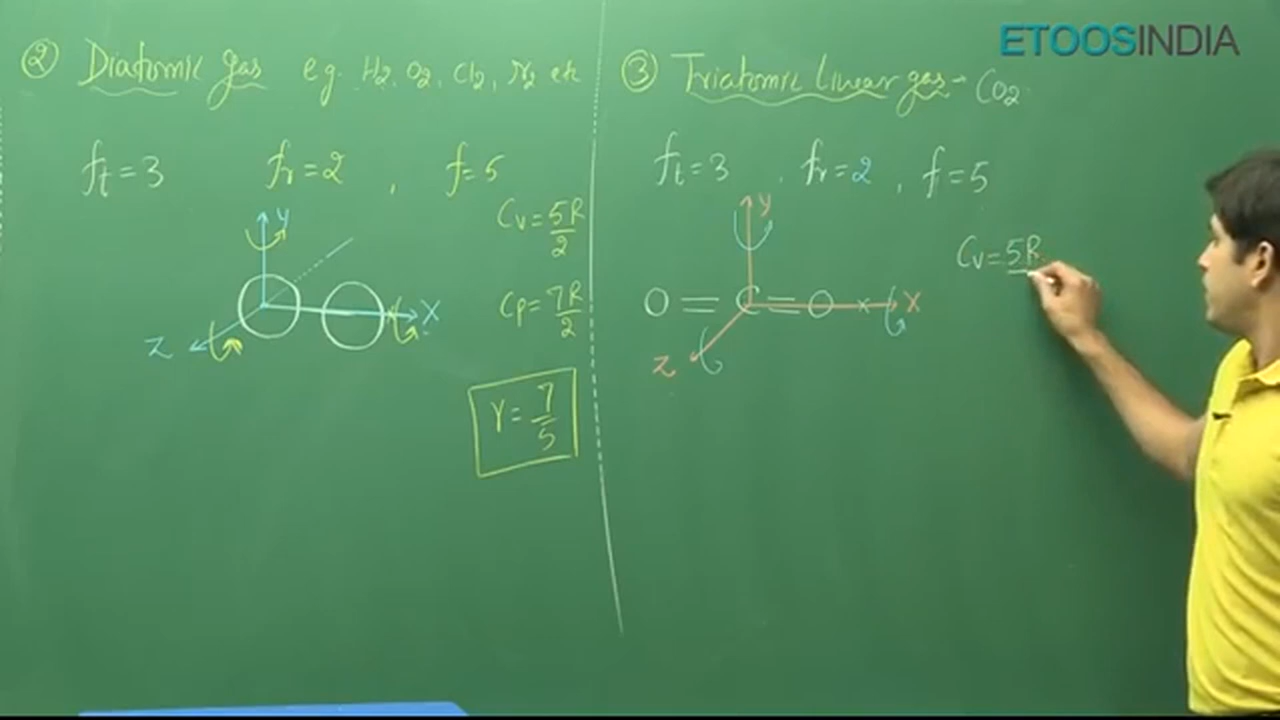 ETOOSINDIA
② Diatomic gas eg. H2, O2, Cl2, N2 etc
ft = 3 fr = 2 , f = 5
Cv = 5R/2
Cp = 7R/2
γ = 7/5
Y
X
Z
③ Triatomic Linear gas - CO2
ft = 3 , fr = 2 , f = 5
Cv = 5R
Y
O = C = O X
Z